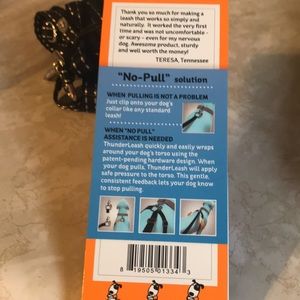 Thank you so much for making a
leash that works so simply and
naturally. It worked the very first
time and was not uncomfortable –
or scary – even for my nervous
dog. Awesome product, sturdy
and well worth the money!
TERESA, Tennessee
"No-Pull" solution
WHEN PULLING IS NOT A PROBLEM
Just clip onto your dog's
collar like any standard
leash!
WHEN "NO PULL"
ASSISTANCE IS NEEDED
ThunderLeash quickly and easily wraps
around your dog's torso using the
patent-pending hardware design. When
your dog pulls, ThunderLeash will apply
safe pressure to the torso. This gentle,
consistent feedback lets your dog know
to stop pulling.
8 19505 01334 3